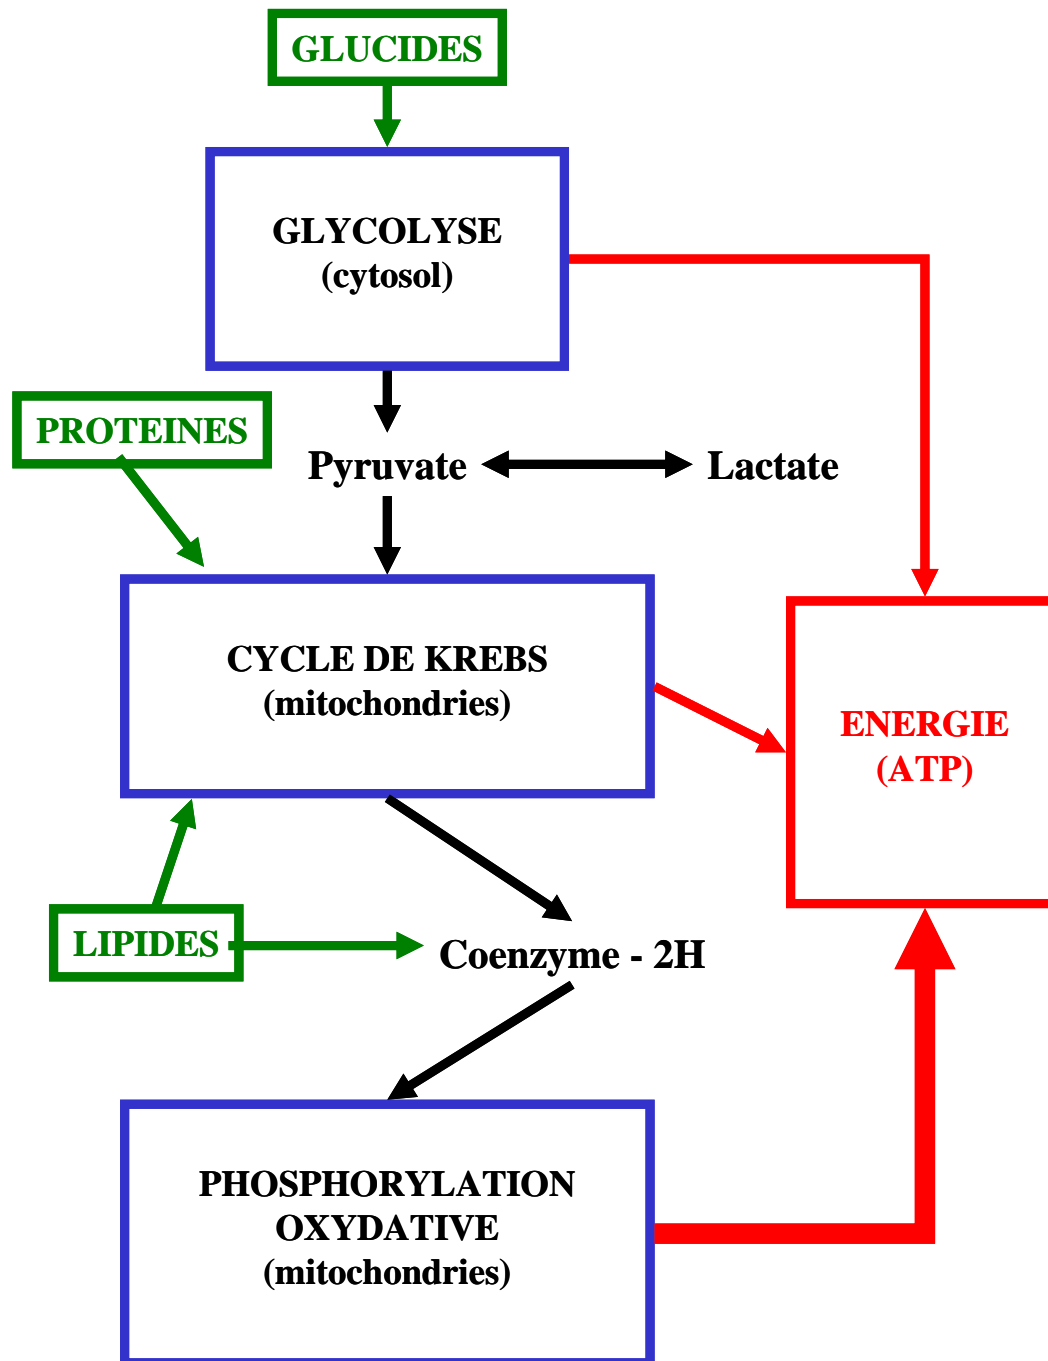 GLUCIDES
GLYCOLYSE
(cytosol)
PROTEINES
Pyruvate
Lactate
CYCLE DE KREBS
(mitochondries)
ENERGIE
(ATP)
LIPIDES
Coenzyme - 2H
PHOSPHORYLATION
OXYDATIVE
(mitochondries)